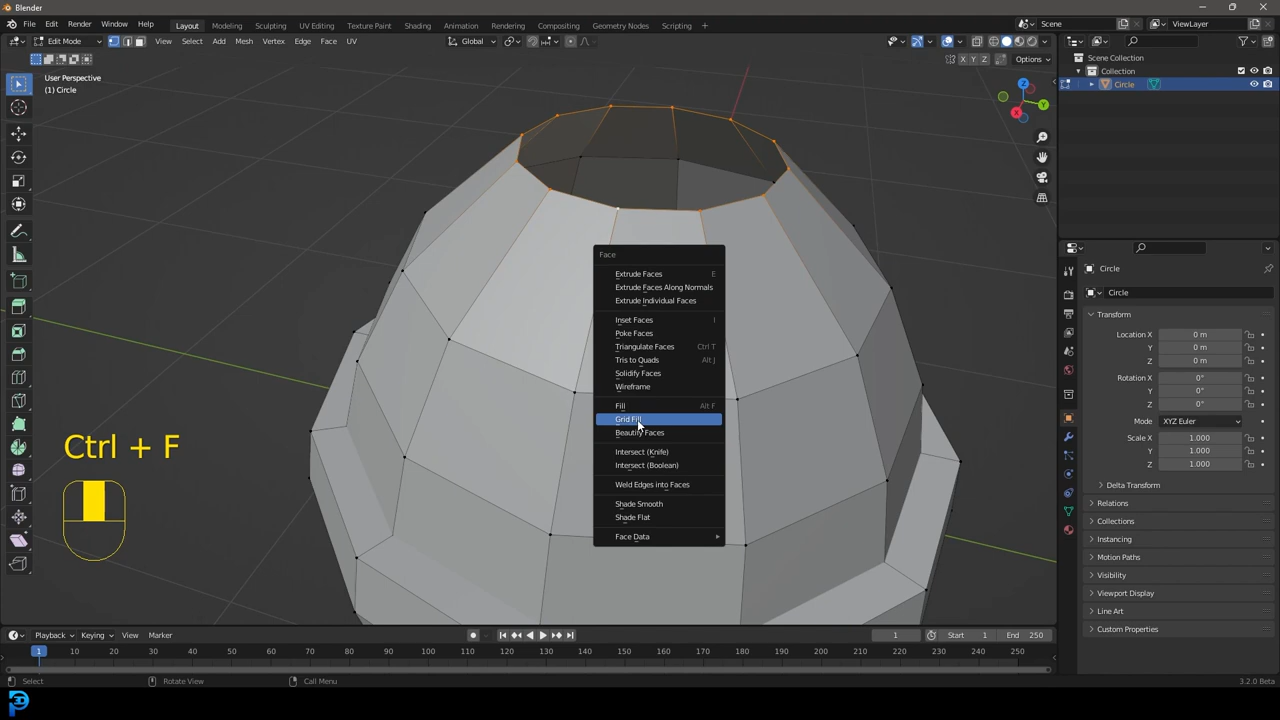 Blender
File Edit Render Window Help Layout Modeling Sculpting UV Editing Texture Paint Shading Animation Rendering Compositing Geometry Nodes Scripting + Scene ViewLayer
Edit Mode View Select Add Mesh Vertex Edge Face UV Global
X Y Z Options
User Perspective
(1) Circle
Z
Y
X
Scene Collection
Collection
Circle
Face
Extrude Faces E
Extrude Faces Along Normals
Extrude Individual Faces
Inset Faces I
Poke Faces
Triangulate Faces Ctrl T
Tris to Quads Alt J
Solidify Faces
Wireframe
Fill Alt F
Grid Fill
Beautify Faces
Intersect (Knife)
Intersect (Boolean)
Weld Edges into Faces
Shade Smooth
Shade Flat
Face Data
Ctrl + F
Circle
Circle
Transform
Location X 0 m
Y 0 m
Z 0 m
Rotation X 0°
Y 0°
Z 0°
Mode XYZ Euler
Scale X 1.000
Y 1.000
Z 1.000
Delta Transform
Relations
Collections
Instancing
Motion Paths
Visibility
Viewport Display
Line Art
Custom Properties
Playback Keying View Marker 1 Start 1 End 250
1 10 20 30 40 50 60 70 80 90 100 110 120 130 140 150 160 170 180 190 200 210 220 230 240 250
Select Rotate View Call Menu 3.2.0 Beta